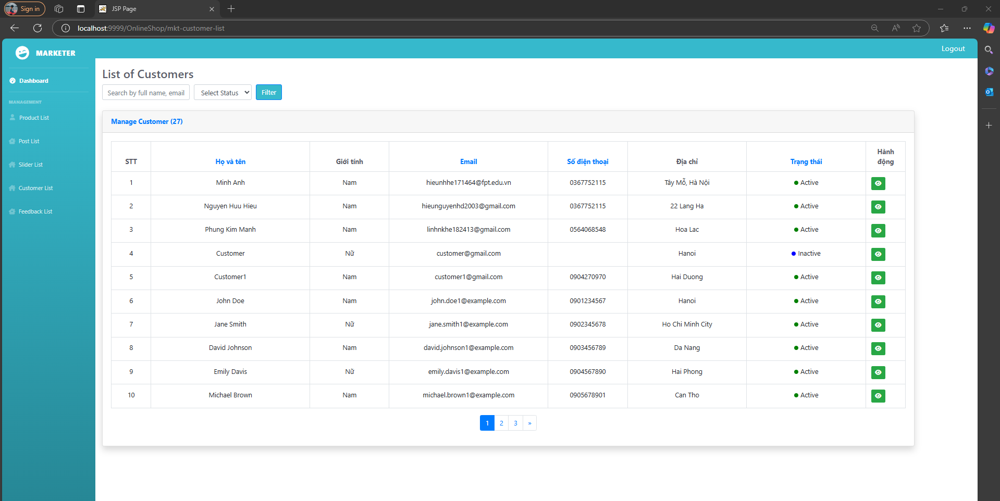 Sign in
JSP Page
localhost:9999/OnlineShop/mkt-customer-list
MARKETER
Logout
Dashboard
MANAGEMENT
Product List
Post List
Slider List
Customer List
Feedback List
List of Customers
Search by full name, email
Select Status
Filter
Manage Customer (27)
STT Họ và tên Giới tính Email Số điện thoại Địa chỉ Trạng thái Hành động
1 Minh Anh Nam hieunhhe171464@fpt.edu.vn 0367752115 Tây Mỗ, Hà Nội Active
2 Nguyen Huu Hieu Nam hieunguyenhd2003@gmail.com 0367752115 22 Lang Ha Active
3 Phung Kim Manh Nam linhnkhe182413@gmail.com 0564068548 Hoa Lac Active
4 Customer Nữ customer@gmail.com Hanoi Inactive
5 Customer1 Nam customer1@gmail.com 0904270970 Hai Duong Active
6 John Doe Nam john.doe1@example.com 0901234567 Hanoi Active
7 Jane Smith Nữ jane.smith1@example.com 0902345678 Ho Chi Minh City Active
8 David Johnson Nam david.johnson1@example.com 0903456789 Da Nang Active
9 Emily Davis Nữ emily.davis1@example.com 0904567890 Hai Phong Active
10 Michael Brown Nam michael.brown1@example.com 0905678901 Can Tho Active
1 2 3 »